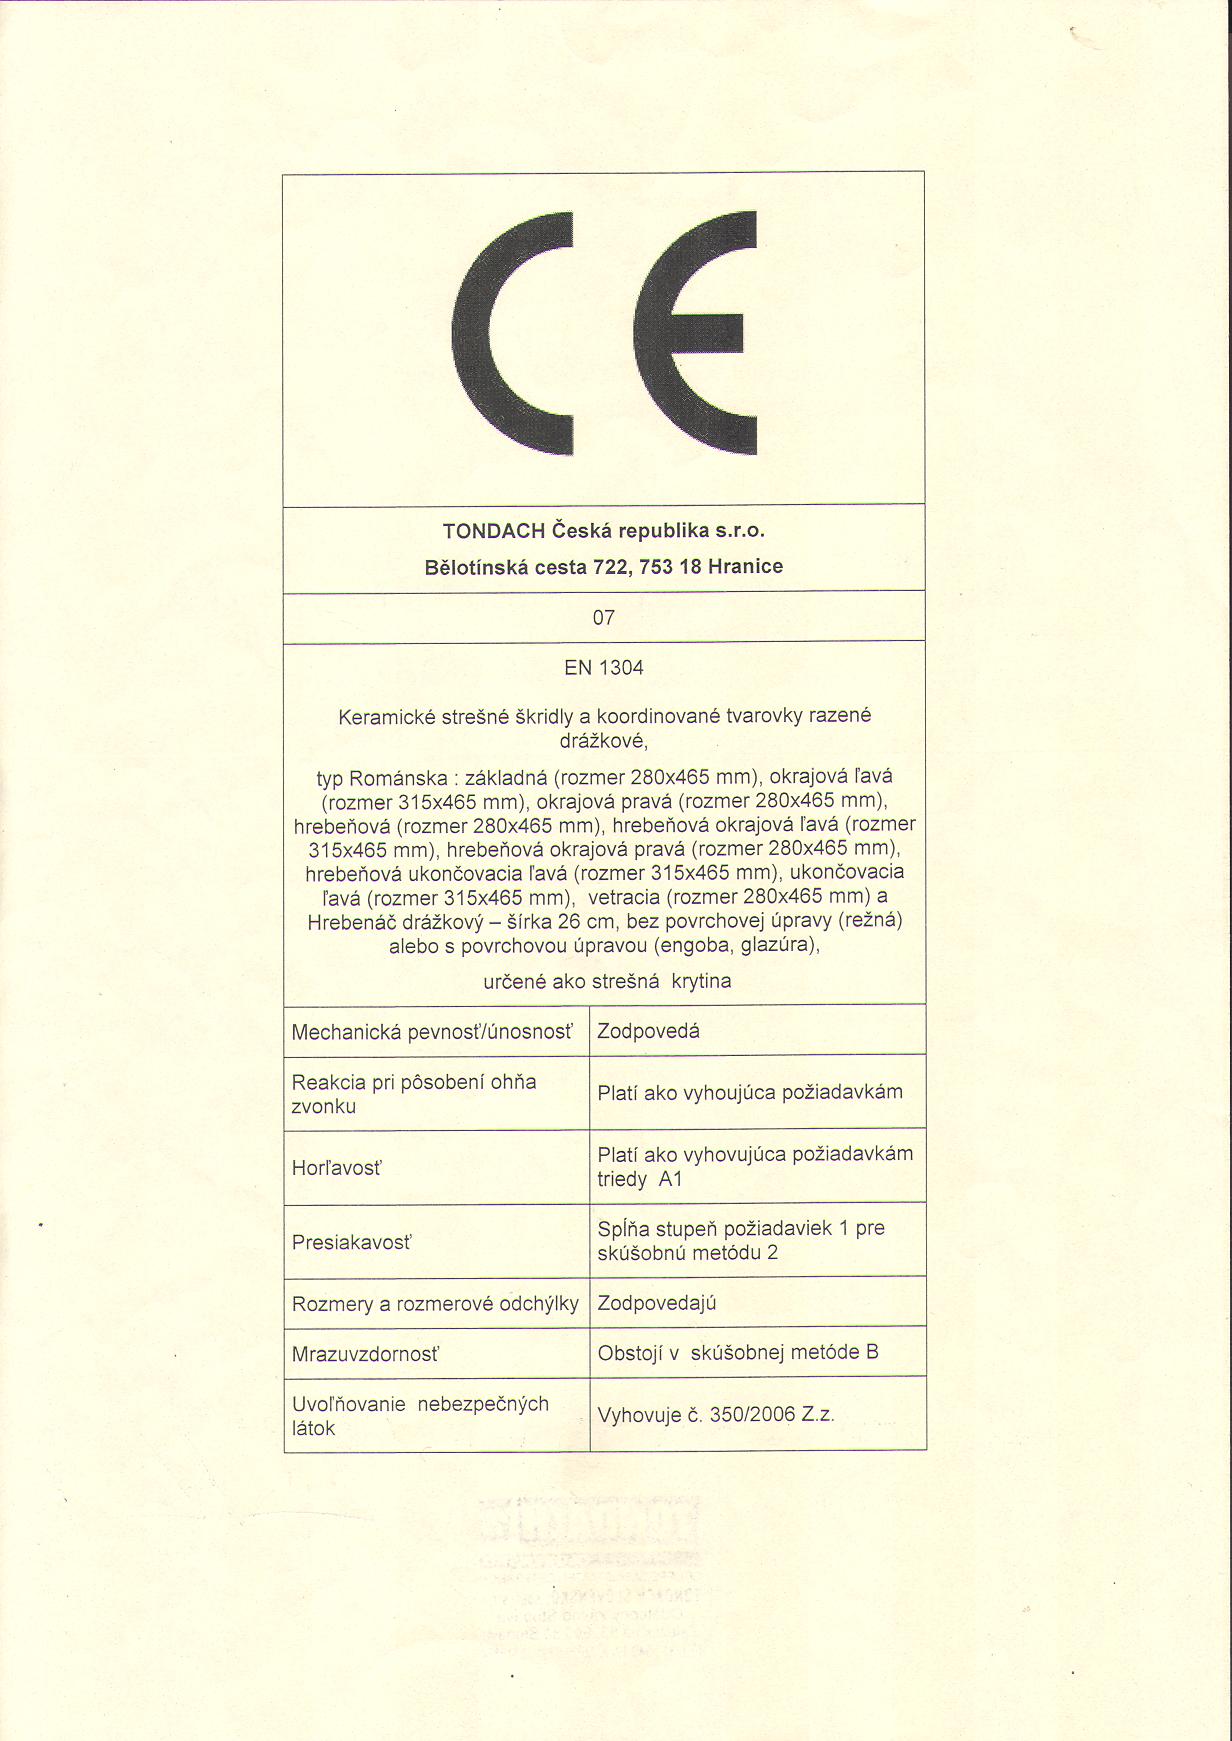 CE
TONDACH Česká republika s.r.o.
Bělotínská cesta 722, 753 18 Hranice
07
EN 1304
Keramické strešné škridly a koordinované tvarovky razené
drážkové,
typ Románska : základná (rozmer 280x465 mm), okrajová ľavá
(rozmer 315x465 mm), okrajová pravá (rozmer 280x465 mm),
hrebeňová (rozmer 280x465 mm), hrebeňová okrajová ľavá (rozmer
315x465 mm), hrebeňová okrajová pravá (rozmer 280x465 mm),
hrebeňová ukončovacia ľavá (rozmer 315x465 mm), ukončovacia
ľavá (rozmer 315x465 mm), vetracia (rozmer 280x465 mm) a
Hrebenáč drážkový – šírka 26 cm, bez povrchovej úpravy (režná)
alebo s povrchovou úpravou (engoba, glazúra),
určené ako strešná krytina
Mechanická pevnosť/únosnosť Zodpovedá
Reakcia pri pôsobení ohňa
zvonku
Platí ako vyhoujúca požiadavkám
Horľavosť
Platí ako vyhovujúca požiadavkám
triedy A1
Presiakavosť
Spĺňa stupeň požiadaviek 1 pre
skúšobnú metódu 2
Rozmery a rozmerové odchýlky Zodpovedajú
Mrazuvzdornosť Obstojí v skúšobnej metóde B
Uvoľňovanie nebezpečných
látok
Vyhovuje č. 350/2006 Z.z.